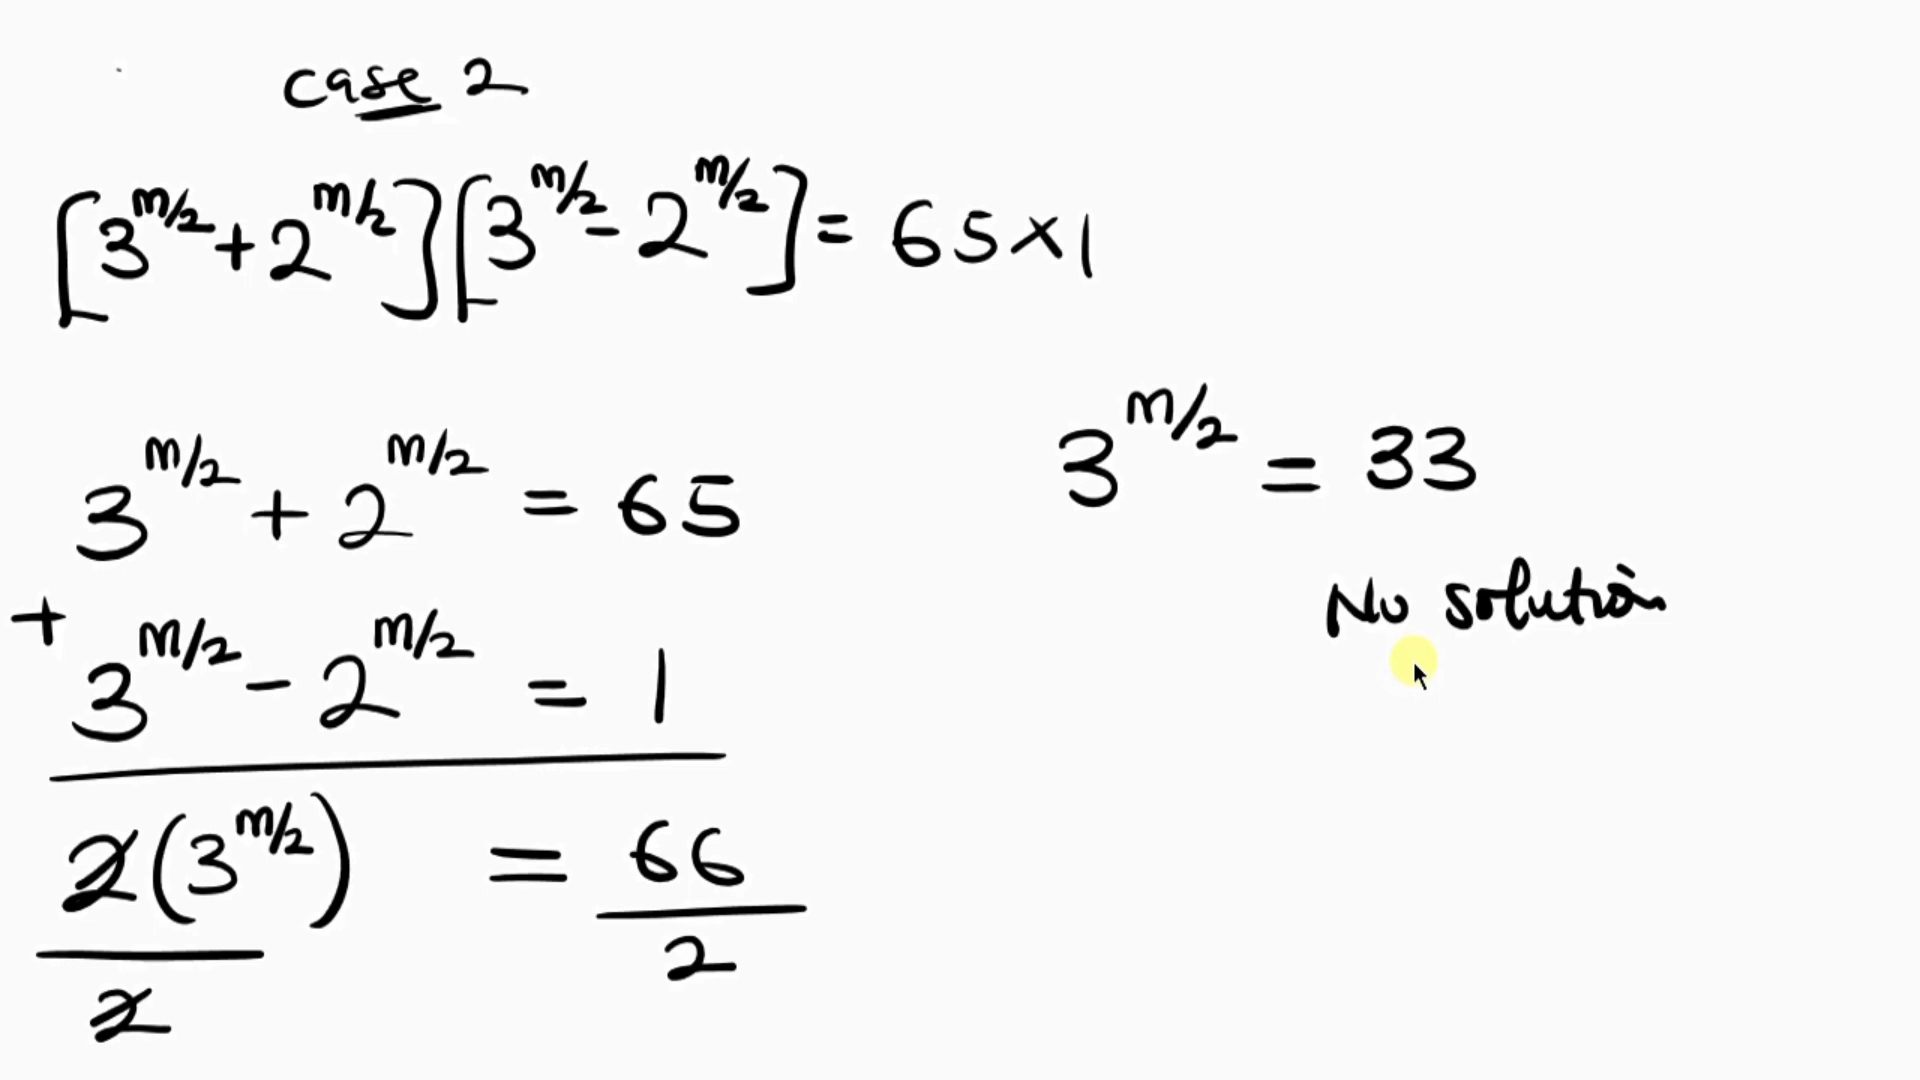 case 2
[3^{m/2} + 2^{m/2}][3^{m/2} - 2^{m/2}] = 65 × 1
3^{m/2} + 2^{m/2} = 65
+
3^{m/2} - 2^{m/2} = 1
2(3^{m/2}) = 66
2 2
3^{m/2} = 33
No solution